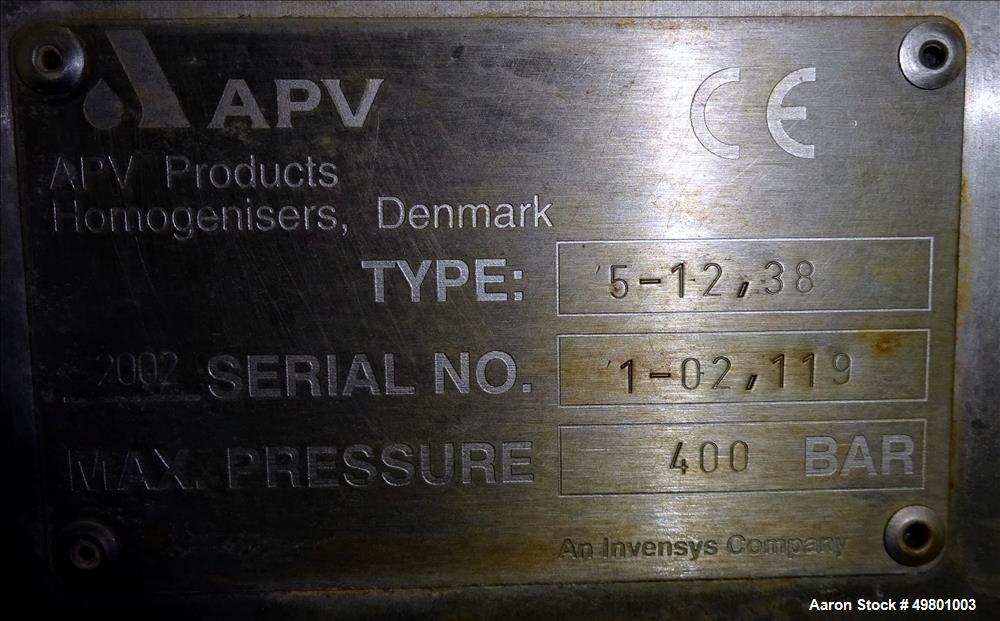 APV
CE
APV Products
Homogenisers, Denmark
TYPE: 5-12,38
2002 SERIAL NO. 1-02,119
MAX. PRESSURE 400 BAR
An Invensys Company
Aaron Stock # 49801003